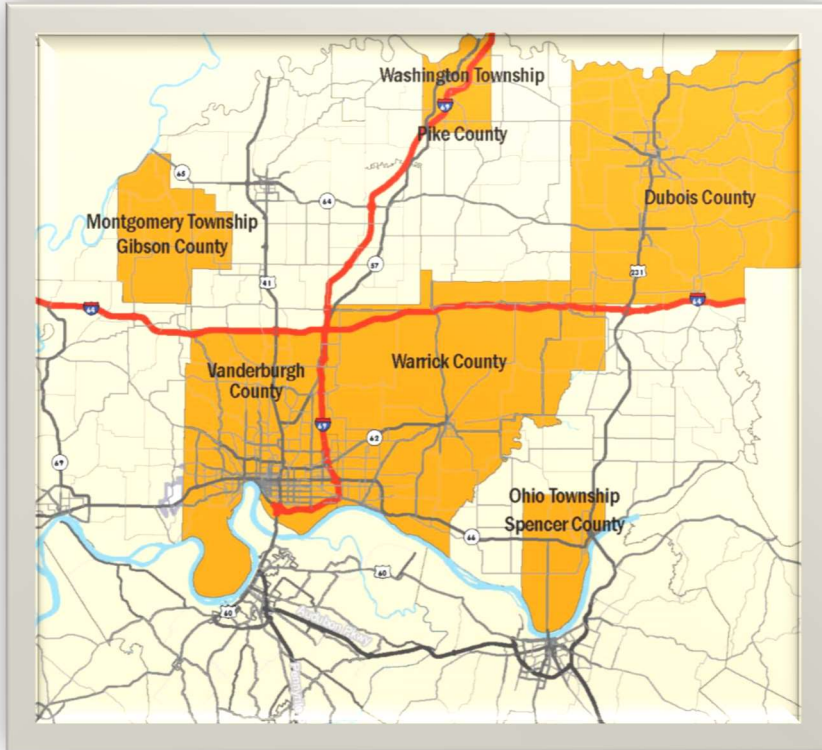 Washington Township
69
Pike County
65
64
Dubois County
Montgomery Township
Gibson County
57
41
231
64
64
Vanderburgh
County
Warrick County
69
62
69
Ohio Township
Spencer County
66
60
60